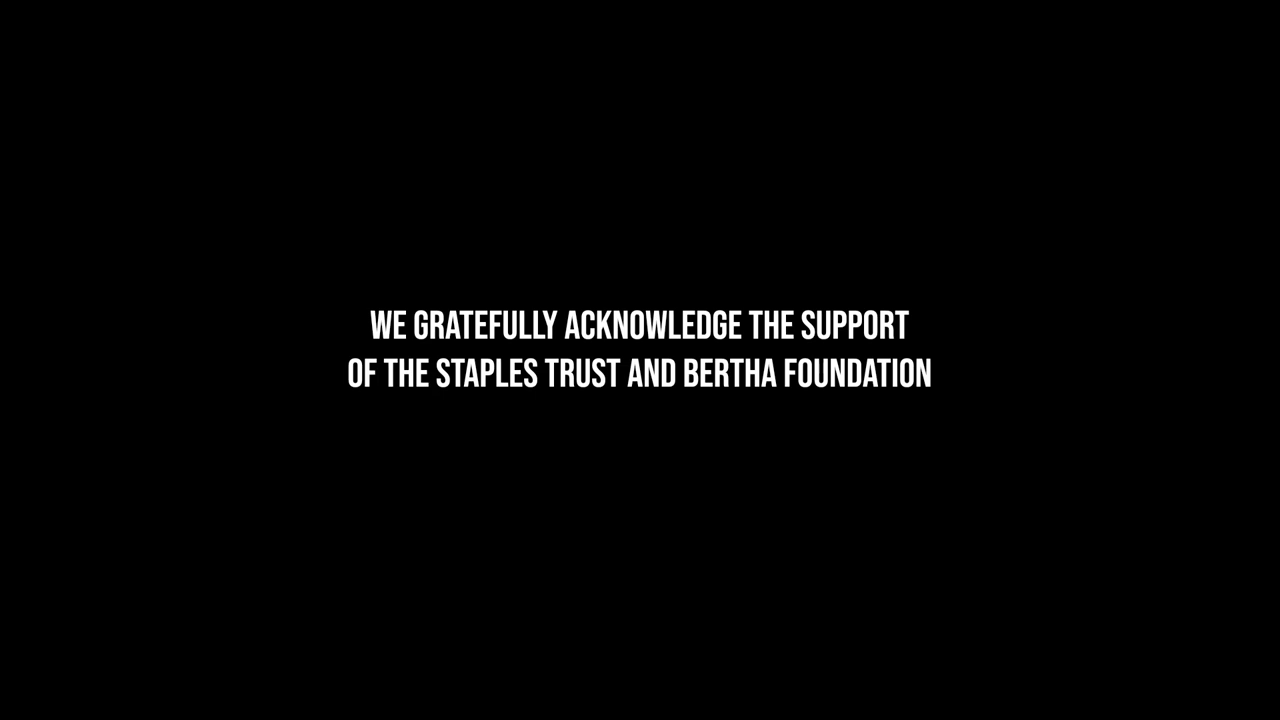 WE GRATEFULLY ACKNOWLEDGE THE SUPPORT
OF THE STAPLES TRUST AND BERTHA FOUNDATION